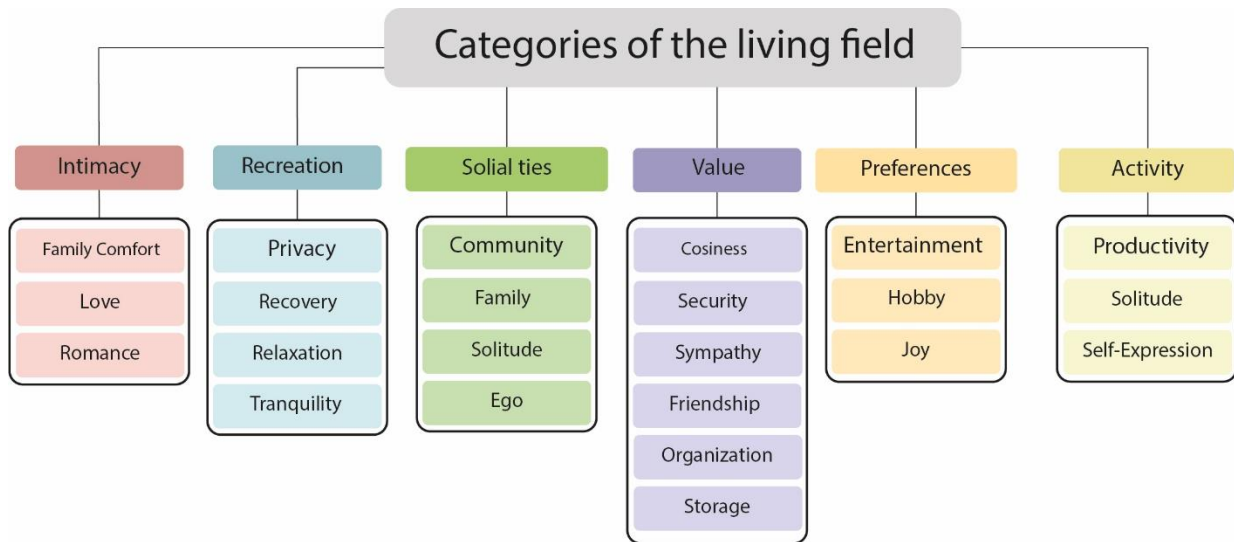 Categories of the living field
Intimacy
Family Comfort
Love
Romance
Recreation
Privacy
Recovery
Relaxation
Tranquility
Solial ties
Community
Family
Solitude
Ego
Value
Cosiness
Security
Sympathy
Friendship
Organization
Storage
Preferences
Entertainment
Hobby
Joy
Activity
Productivity
Solitude
Self-Expression